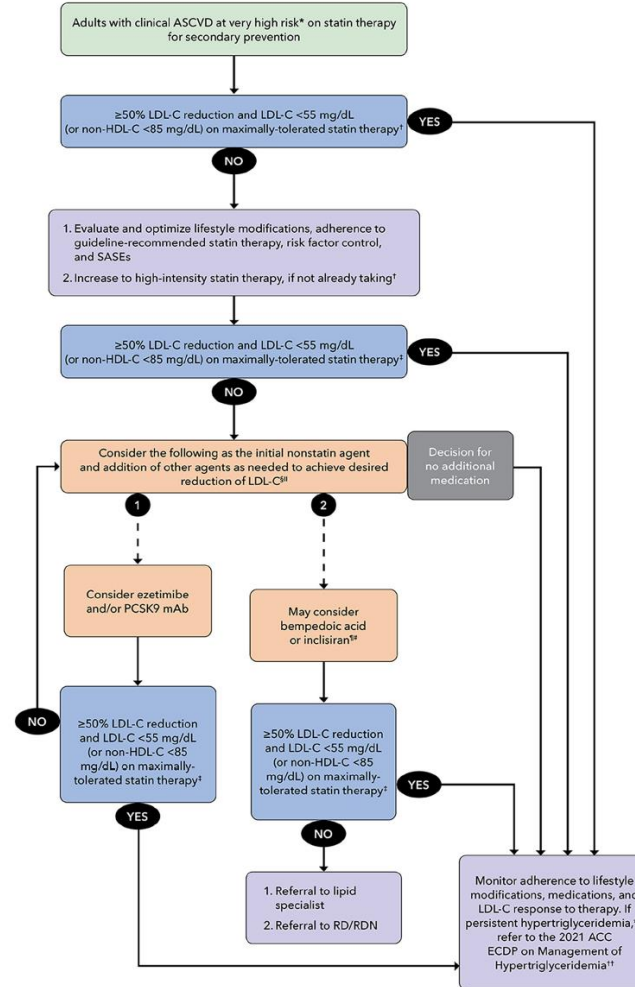 Adults with clinical ASCVD at very high risk* on statin therapy
for secondary prevention
≥50% LDL-C reduction and LDL-C <55 mg/dL
(or non-HDL-C <85 mg/dL) on maximally-tolerated statin therapy†
YES
NO
1. Evaluate and optimize lifestyle modifications, adherence to
guideline-recommended statin therapy, risk factor control,
and SASEs
2. Increase to high-intensity statin therapy, if not already taking†
≥50% LDL-C reduction and LDL-C <55 mg/dL
(or non-HDL-C <85 mg/dL) on maximally-tolerated statin therapy‡
YES
NO
Consider the following as the initial nonstatin agent
and addition of other agents as needed to achieve desired
reduction of LDL-C
Decision for
no additional
medication
1
2
Consider ezetimibe
and/or PCSK9 mAb
May consider
bempedoic acid
or inclisiran¶#
NO
≥50% LDL-C reduction
and LDL-C <55 mg/dL
(or non-HDL-C <85
mg/dL) on maximally-
tolerated statin therapy‡
YES
≥50% LDL-C reduction
and LDL-C <55 mg/dL
(or non-HDL-C <85
mg/dL) on maximally-
tolerated statin therapy‡
YES
NO
1. Referral to lipid
specialist
2. Referral to RD/RDN
Monitor adherence to lifestyle
modifications, medications, and
LDL-C response to therapy. If
persistent hypertriglyceridemia,
refer to the 2021 ACC
ECDP on Management of
Hypertriglyceridemia††